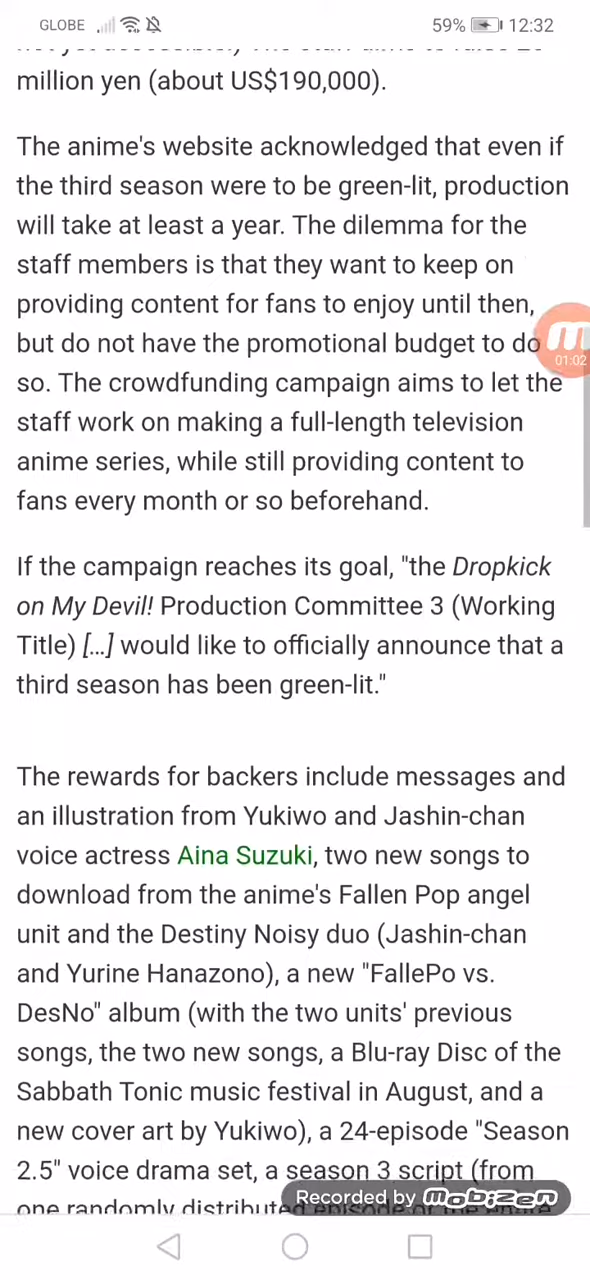 GLOBE 59% 12:32
million yen (about US$190,000).
The anime's website acknowledged that even if
the third season were to be green-lit, production
will take at least a year. The dilemma for the
staff members is that they want to keep on
providing content for fans to enjoy until then,
but do not have the promotional budget to do
01:02
so. The crowdfunding campaign aims to let the
staff work on making a full-length television
anime series, while still providing content to
fans every month or so beforehand.
If the campaign reaches its goal, "the Dropkick
on My Devil! Production Committee 3 (Working
Title) [...] would like to officially announce that a
third season has been green-lit."
The rewards for backers include messages and
an illustration from Yukiwo and Jashin-chan
voice actress Aina Suzuki, two new songs to
download from the anime's Fallen Pop angel
unit and the Destiny Noisy duo (Jashin-chan
and Yurine Hanazono), a new "FallePo vs.
DesNo" album (with the two units' previous
songs, the two new songs, a Blu-ray Disc of the
Sabbath Tonic music festival in August, and a
new cover art by Yukiwo), a 24-episode "Season
2.5" voice drama set, a season 3 script (from
one randomly distributed episode or the entire
Recorded by mobizen